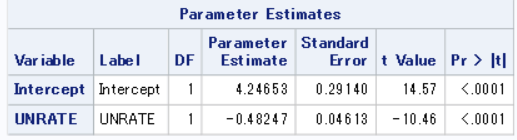 Parameter Estimates
Variable Label DF Parameter Estimate Standard Error t Value Pr > |t|
Intercept Intercept 1 4.24653 0.29140 14.57 <.0001
UNRATE UNRATE 1 −0.48247 0.04613 −10.46 <.0001